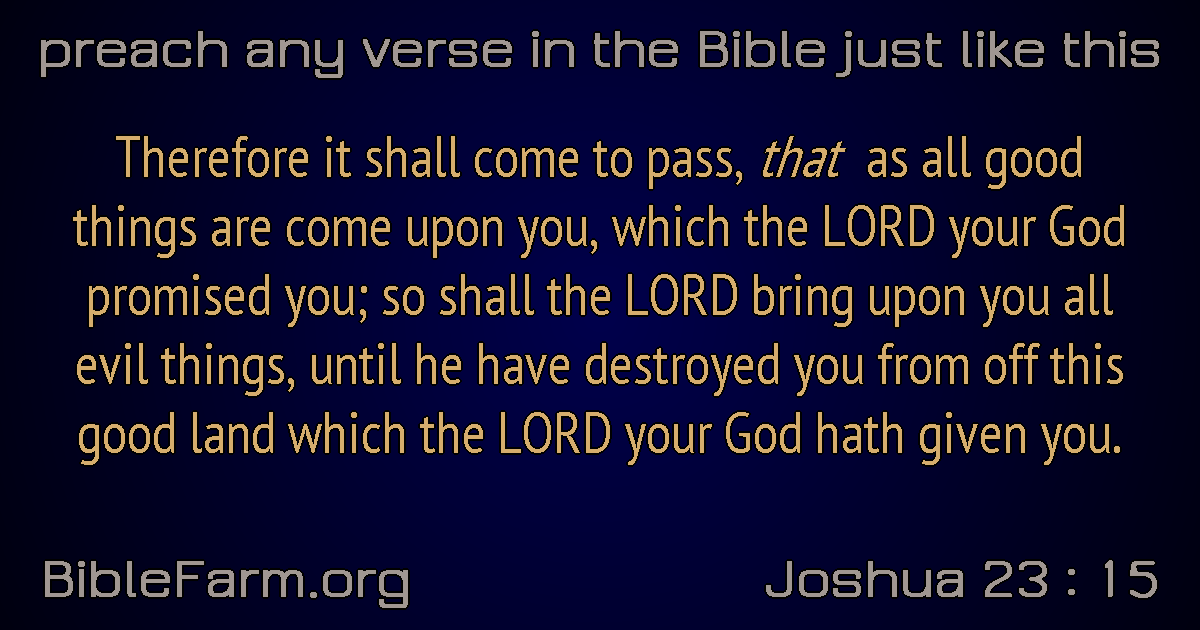 preach any verse in the Bible just like this
Therefore it shall come to pass, that as all good
things are come upon you, which the LORD your God
promised you; so shall the LORD bring upon you all
evil things, until he have destroyed you from off this
good land which the LORD your God hath given you.
BibleFarm.org
Joshua 23 : 15